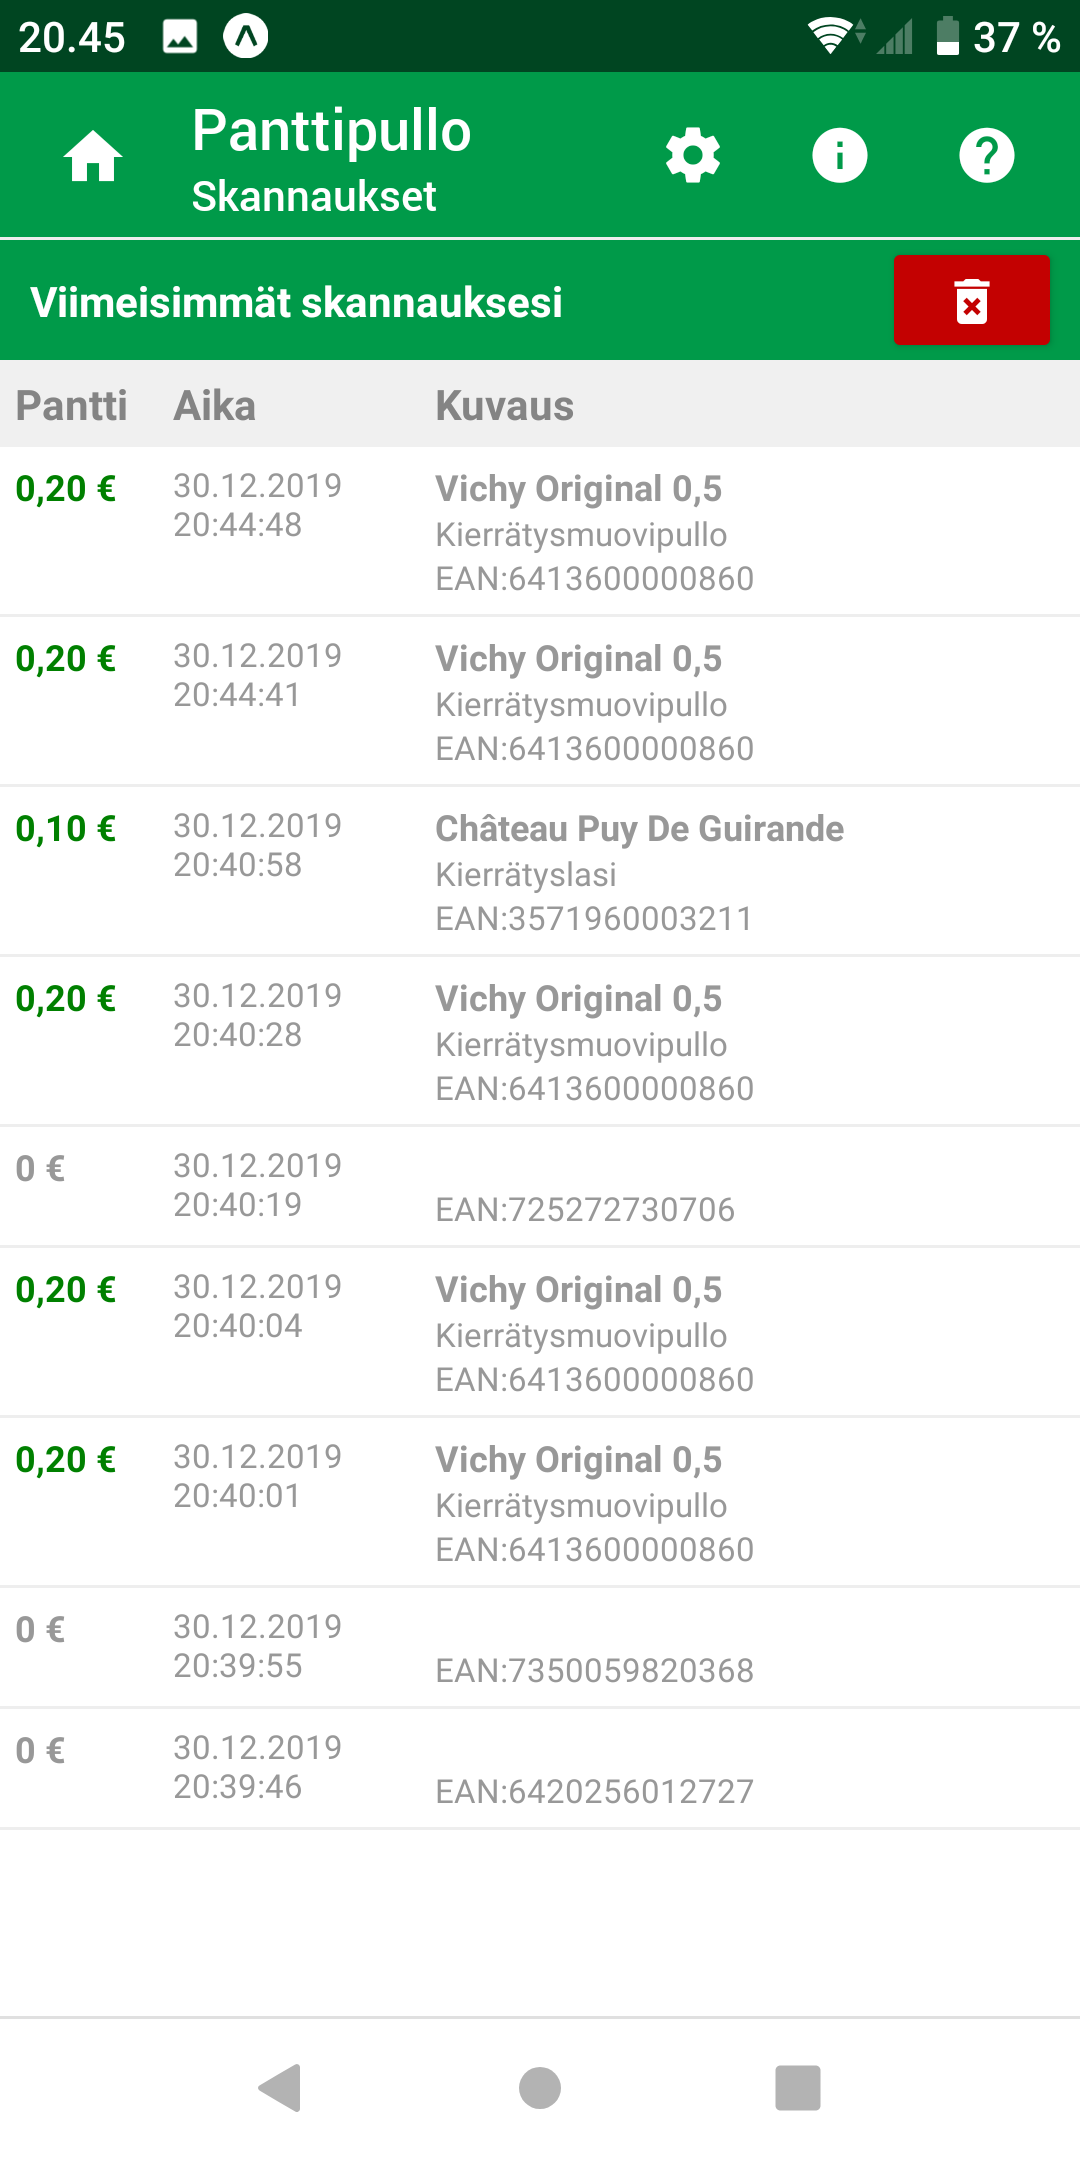 20.45 37 %
Panttipullo
Skannaukset
Viimeisimmät skannauksesi
Pantti Aika Kuvaus
0,20 € 30.12.2019 Vichy Original 0,5
20:44:48 Kierrätysmuovipullo
EAN:6413600000860
0,20 € 30.12.2019 Vichy Original 0,5
20:44:41 Kierrätysmuovipullo
EAN:6413600000860
0,10 € 30.12.2019 Château Puy De Guirande
20:40:58 Kierrätyslasi
EAN:3571960003211
0,20 € 30.12.2019 Vichy Original 0,5
20:40:28 Kierrätysmuovipullo
EAN:6413600000860
0 € 30.12.2019
20:40:19 EAN:725272730706
0,20 € 30.12.2019 Vichy Original 0,5
20:40:04 Kierrätysmuovipullo
EAN:6413600000860
0,20 € 30.12.2019 Vichy Original 0,5
20:40:01 Kierrätysmuovipullo
EAN:6413600000860
0 € 30.12.2019
20:39:55 EAN:7350059820368
0 € 30.12.2019
20:39:46 EAN:6420256012727